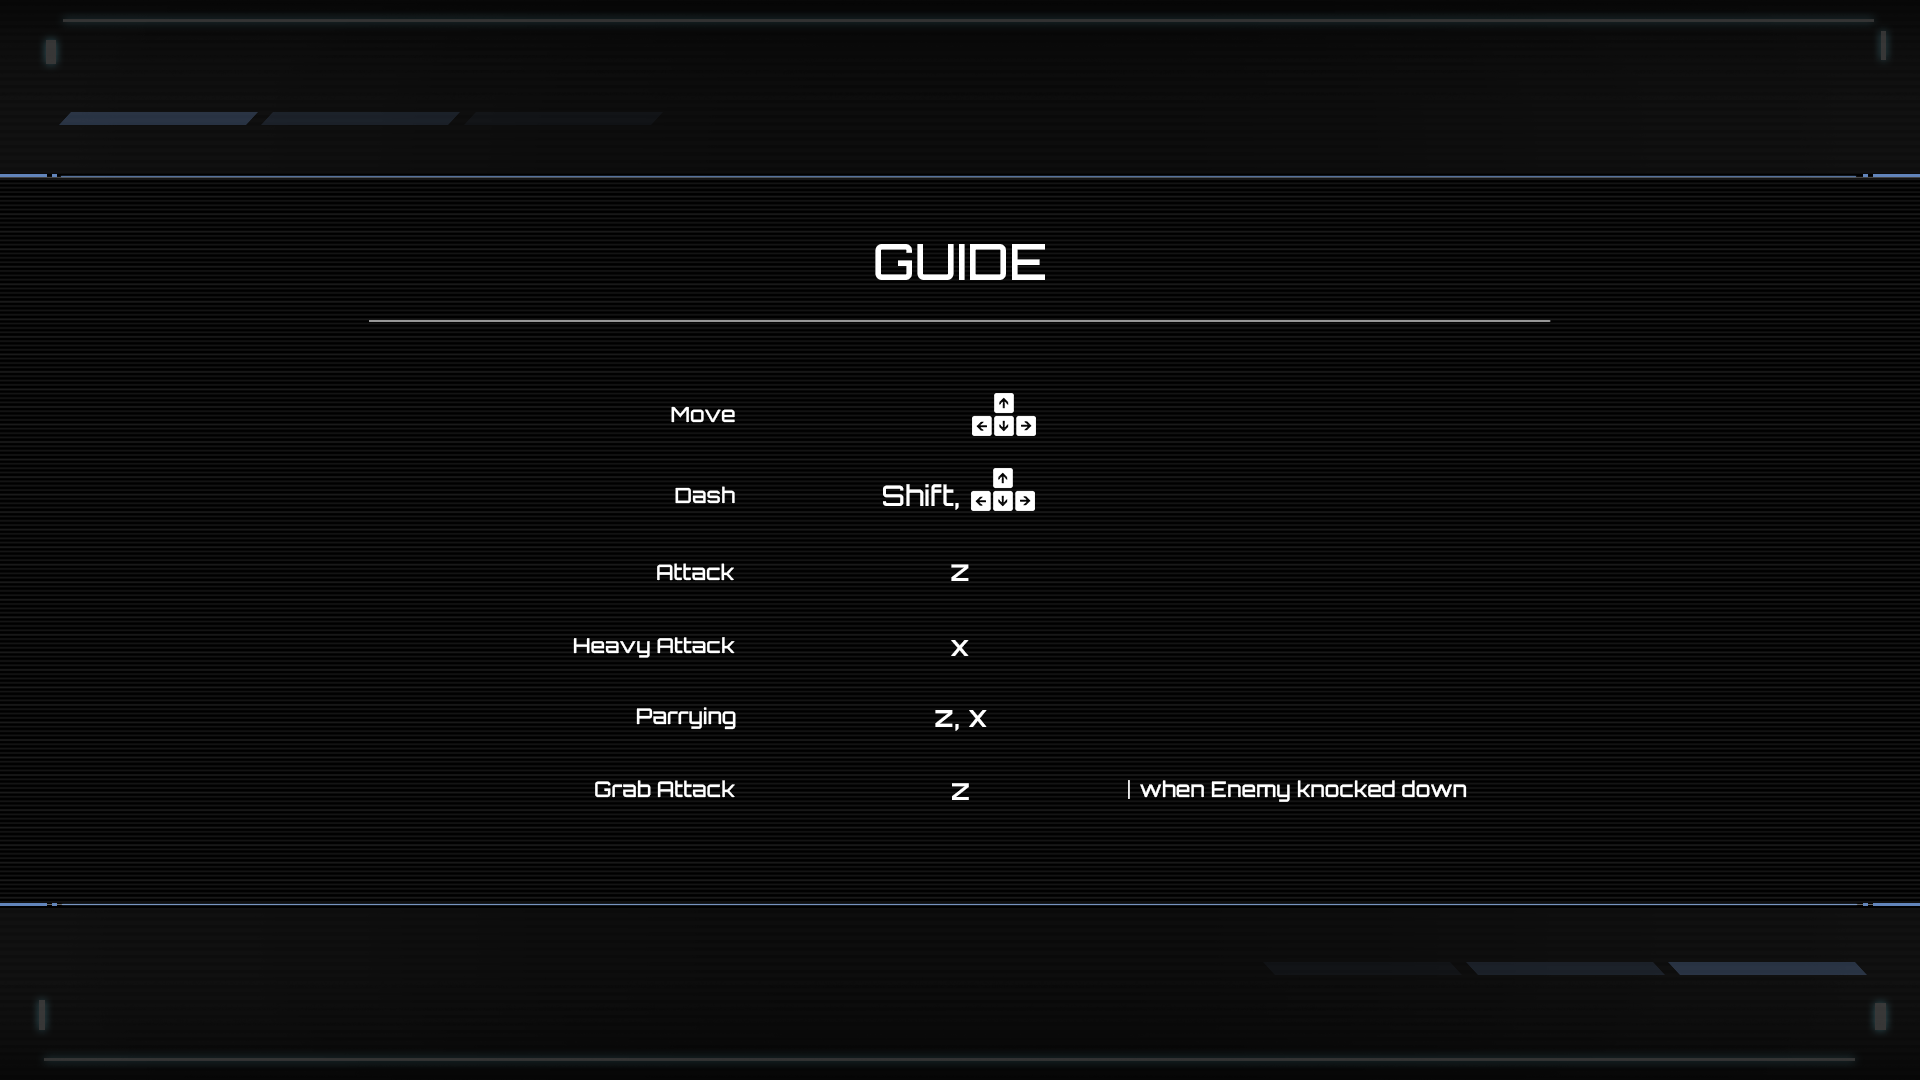 GUIDE
Move ↑ ← ↓ →
Dash Shift, ↑ ← ↓ →
Attack Z
Heavy Attack X
Parrying Z, X
Grab Attack Z | when Enemy knocked down